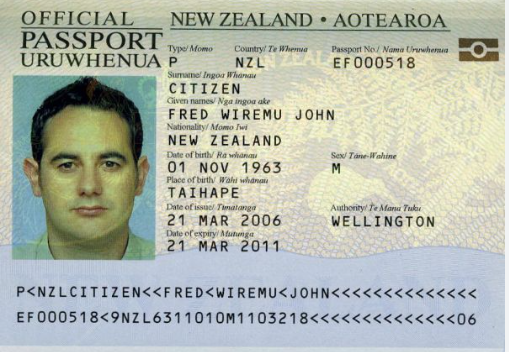 OFFICIAL NEW ZEALAND • AOTEAROA
PASSPORT
URUWHENUA
Type/ Momo Country/ Te Whenua Passport No./ Nama Uruwhenua
P NZL EF000518
Surname/ Ingoa Whanau
CITIZEN
Given names/ Nga ingoa ake
FRED WIREMU JOHN
Nationality/ Momo Iwi
NEW ZEALAND
Date of birth/ Ra whanau Sex/ Tane-Wahine
01 NOV 1963 M
Place of birth/ Wahi whanau
TAIHAPE
Date of issue/ Timatanga Authority/ Te Mana Tuku
21 MAR 2006 WELLINGTON
Date of expiry/ Mutunga
21 MAR 2011
P<NZLCITIZEN<<FRED<WIREMU<JOHN<<<<<<<<<<<<<<
EF000518<9NZL6311010M1103218<<<<<<<<<<<<<<06